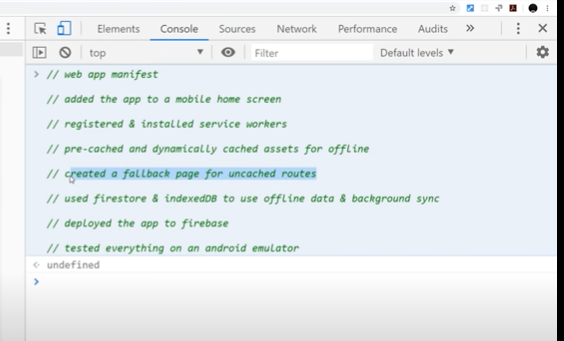 Elements Console Sources Network Performance Audits »
top Filter Default levels
// web app manifest
// added the app to a mobile home screen
// registered & installed service workers
// pre-cached and dynamically cached assets for offline
// created a fallback page for uncached routes
// used firestore & indexedDB to use offline data & background sync
// deployed the app to firebase
// tested everything on an android emulator
undefined